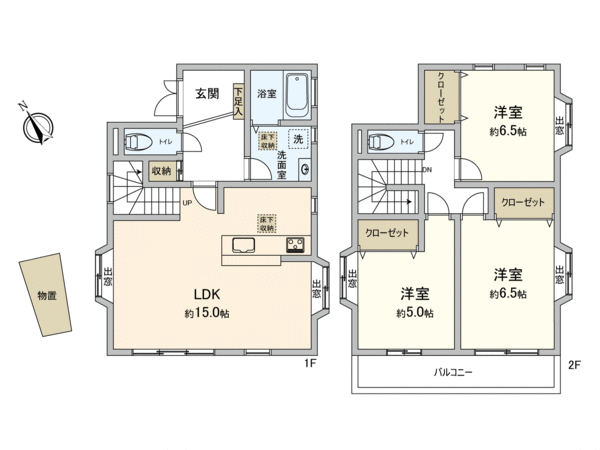 N
玄関
下足入
浴室
トイレ
床下
収納
洗
洗面室
収納
UP
床下
収納
出窓
LDK
約15.0帖
出窓
物置
1F
クローゼット
洋室
約6.5帖
出窓
トイレ
DN
クローゼット
クローゼット
出窓
洋室
約5.0帖
洋室
約6.5帖
出窓
バルコニー
2F